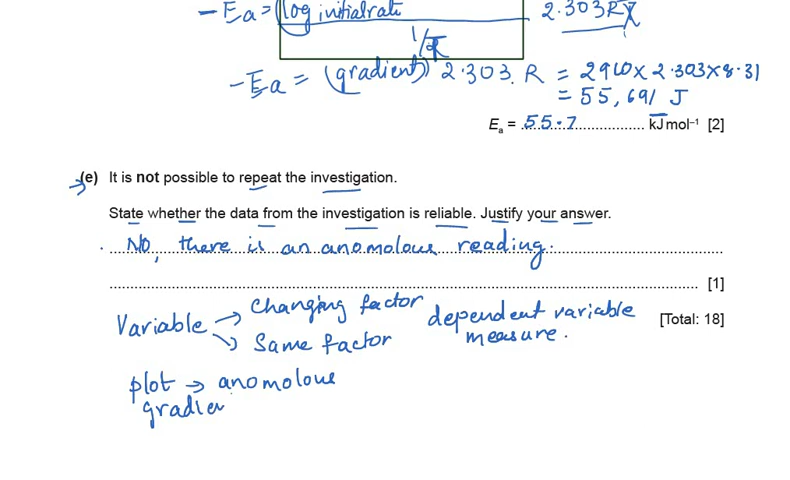 -Ea = log initial rate 2.303RX
1/T
-Ea = (gradient) 2.303. R = 2910 × 2.303 × 8.31
= 55,691 J
Ea = 55.7 kJ mol⁻¹ [2]
(e) It is not possible to repeat the investigation.
State whether the data from the investigation is reliable. Justify your answer.
No, there is an anomolous reading.
[1]
Variable → Changing factor dependent variable [Total: 18]
→ Same factor measure.
plot → anomolous
gradien